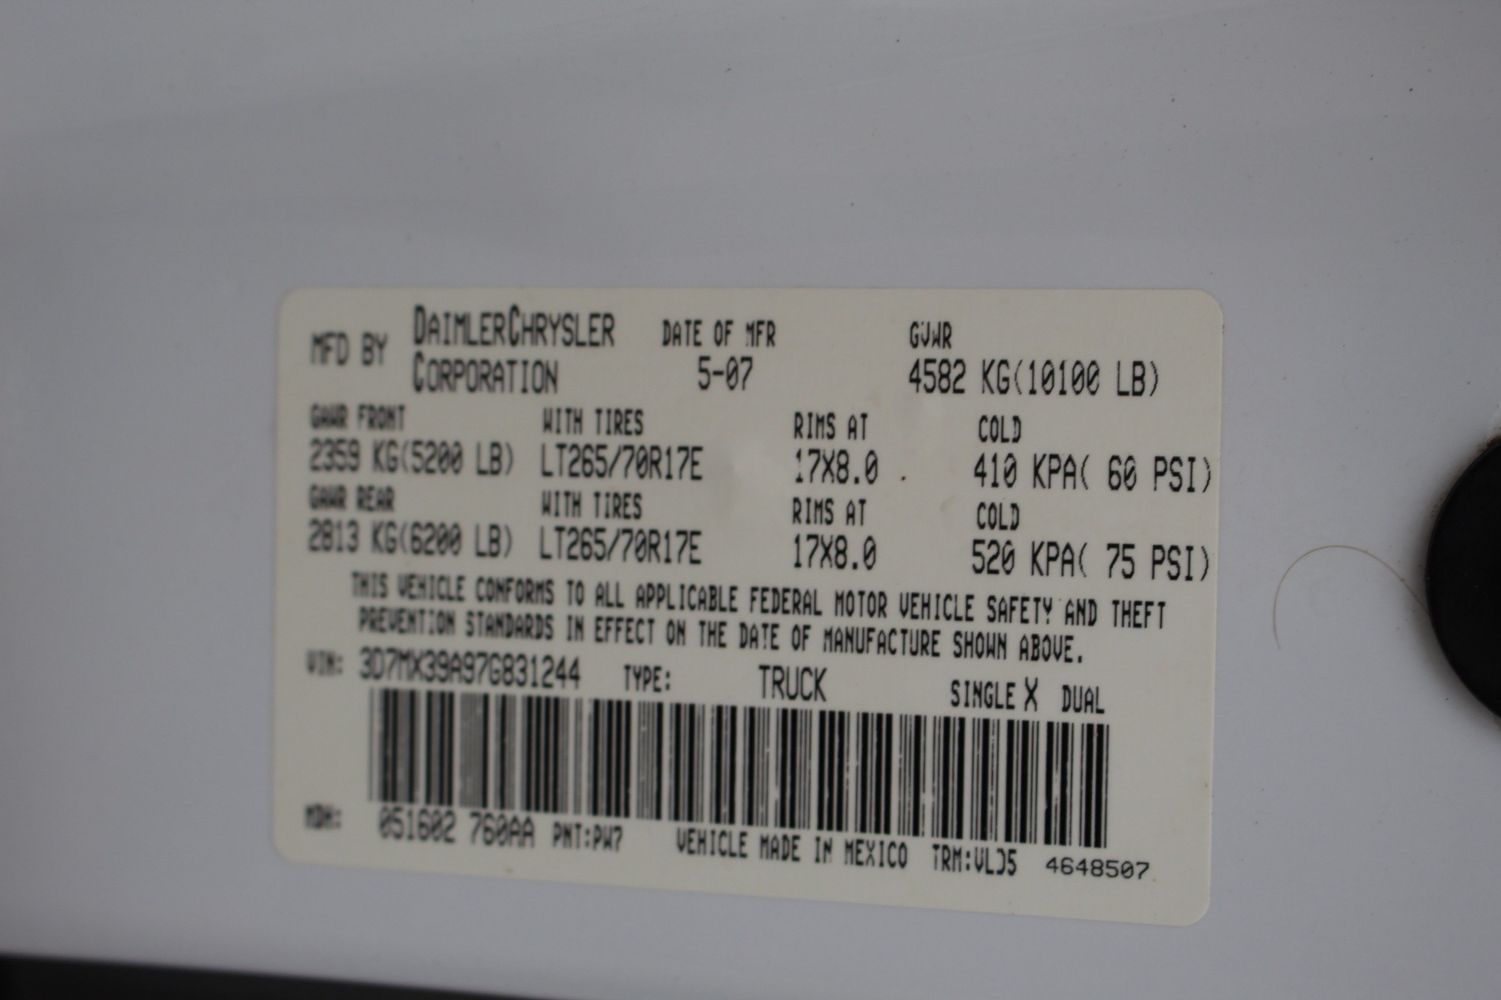 MFD BY DAIMLERCHRYSLER CORPORATION DATE OF MFR 5-07 GVWR 4582 KG(10100 LB)
GAWR FRONT WITH TIRES RIMS AT COLD
2359 KG(5200 LB) LT265/70R17E 17X8.0 410 KPA( 60 PSI)
GAWR REAR WITH TIRES RIMS AT COLD
2813 KG(6200 LB) LT265/70R17E 17X8.0 520 KPA( 75 PSI)
THIS VEHICLE CONFORMS TO ALL APPLICABLE FEDERAL MOTOR VEHICLE SAFETY AND THEFT
PREVENTION STANDARDS IN EFFECT ON THE DATE OF MANUFACTURE SHOWN ABOVE.
VIN: 3D7MX39A97G831244 TYPE: TRUCK SINGLE X DUAL
MDH: 051602 760AA PNT:PW7 VEHICLE MADE IN MEXICO TRM:VLD5 4648507